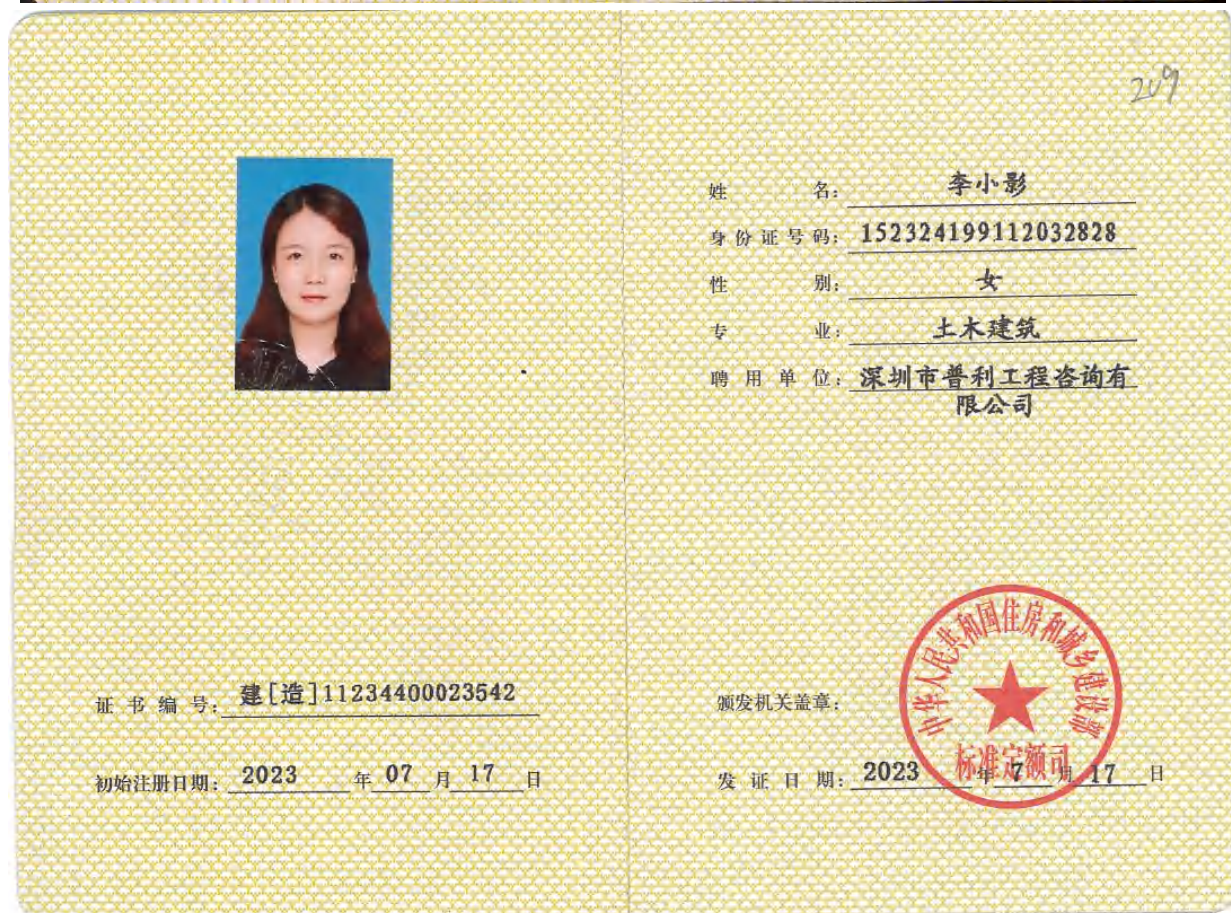 209
姓 名: 李小影
身份证号码: 152324199112032828
性 别: 女
专 业: 土木建筑
聘用单位: 深圳市普利工程咨询有
限公司
证书编号: 建[造]11234400023542
初始注册日期: 2023 年 07 月 17 日
颁发机关盖章:
中华人民共和国住房和城乡建设部
标准定额司
发证日期: 2023 年 7 月 17 日